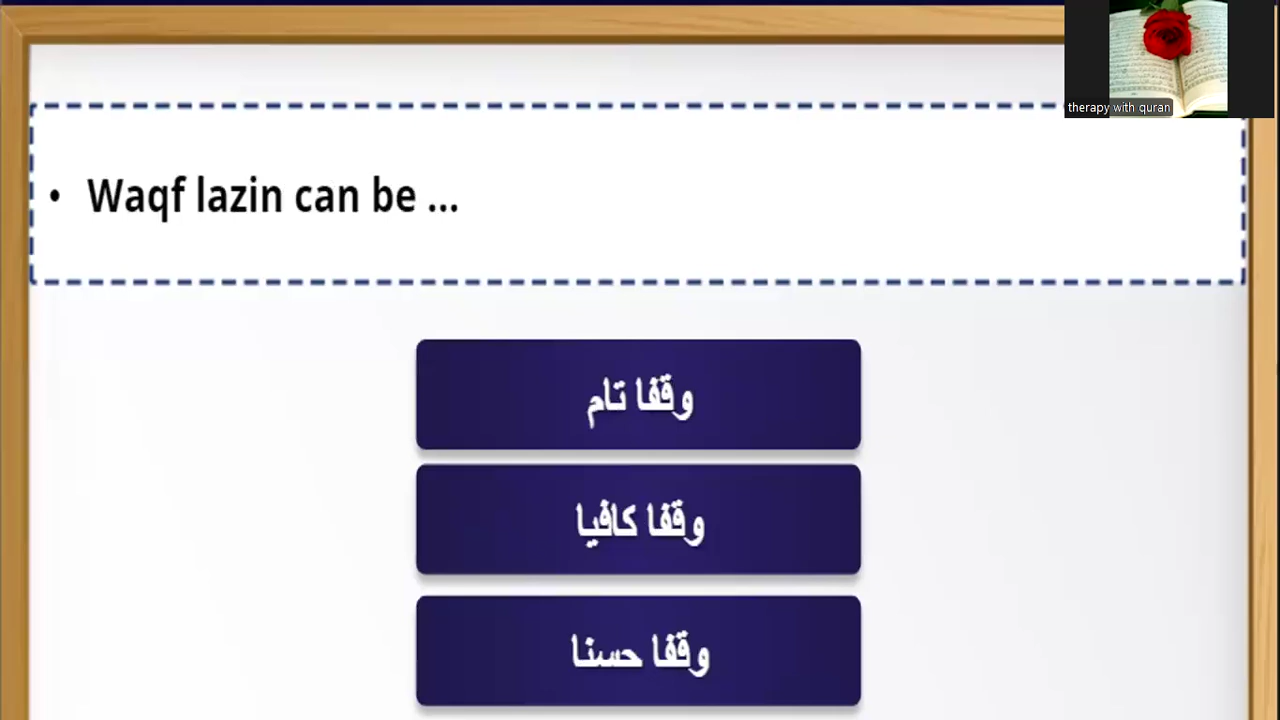 therapy with quran
• Waqf lazin can be ...
وقفا تام
وقفا كافيا
وقفا حسنا